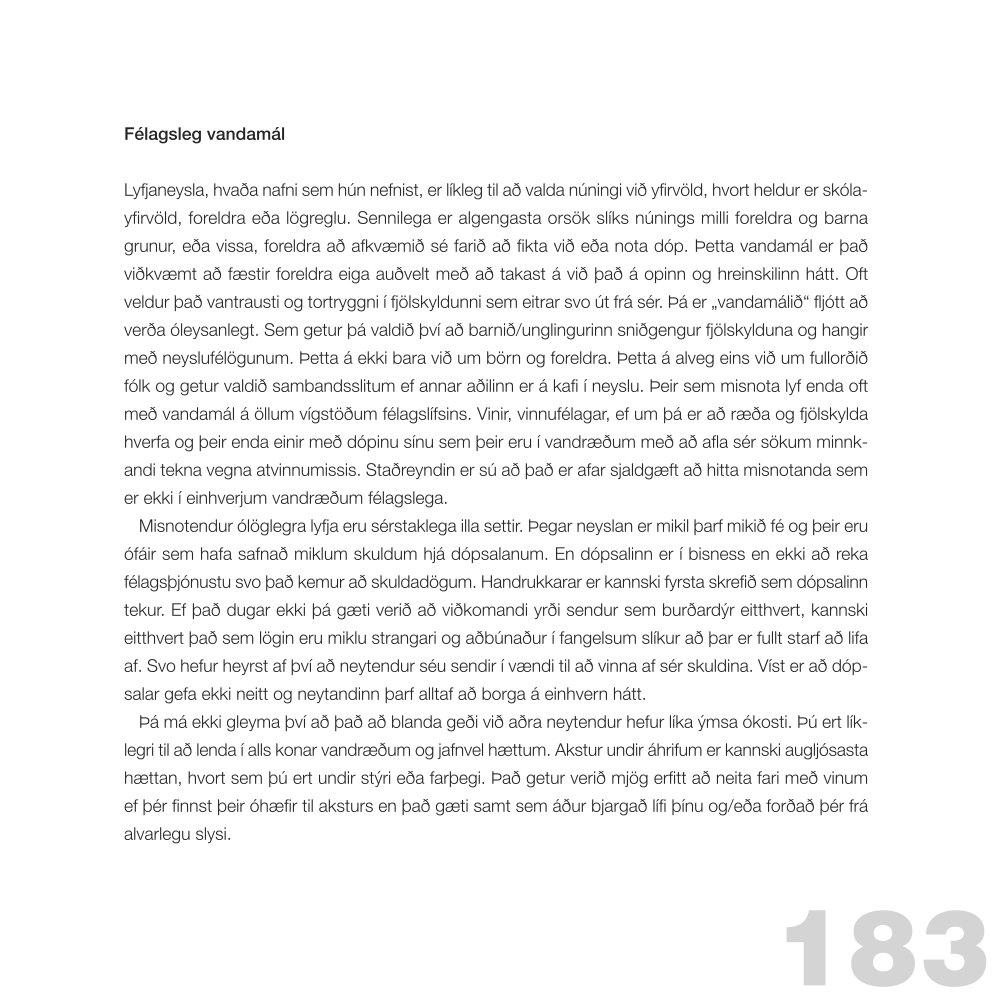 Félagsleg vandamál
Lyfjaneysla, hvaða nafni sem hún nefnist, er líkleg til að valda núningi við yfirvöld, hvort heldur er skóla-
yfirvöld, foreldra eða lögreglu. Sennilega er algengasta orsök slíks núnings milli foreldra og barna
grunur, eða vissa, foreldra að afkvæmið sé farið að fikta við eða nota dóp. Þetta vandamál er það
viðkvæmt að fæstir foreldra eiga auðvelt með að takast á við það á opinn og hreinskilinn hátt. Oft
veldur það vantrausti og tortryggni í fjölskyldunni sem eitrar svo út frá sér. Þá er „vandamálið“ fljótt að
verða óleysanlegt. Sem getur þá valdið því að barnið/unglingurinn sniðgengur fjölskylduna og hangir
með neyslufélögunum. Þetta á ekki bara við um börn og foreldra. Þetta á alveg eins við um fullorðið
fólk og getur valdið sambandsslitum ef annar aðilinn er á kafi í neyslu. Þeir sem misnota lyf enda oft
með vandamál á öllum vígstöðum félagslífsins. Vinir, vinnufélagar, ef um þá er að ræða og fjölskylda
hverfa og þeir enda einir með dópinu sínu sem þeir eru í vandræðum með að afla sér sökum minnk-
andi tekna vegna atvinnumissis. Staðreyndin er sú að það er afar sjaldgæft að hitta misnotanda sem
er ekki í einhverjum vandræðum félagslega.
Misnotendur ólöglegra lyfja eru sérstaklega illa settir. Þegar neyslan er mikil þarf mikið fé og þeir eru
ófáir sem hafa safnað miklum skuldum hjá dópsalanum. En dópsalinn er í bisness en ekki að reka
félagsþjónustu svo það kemur að skuldadögum. Handrukkarar er kannski fyrsta skrefið sem dópsalinn
tekur. Ef það dugar ekki þá gæti verið að viðkomandi yrði sendur sem burðardýr eitthvert, kannski
eitthvert það sem lögin eru miklu strangari og aðbúnaður í fangelsum slíkur að þar er fullt starf að lifa
af. Svo hefur heyrst af því að neytendur séu sendir í vændi til að vinna af sér skuldina. Víst er að dóp-
salar gefa ekki neitt og neytandinn þarf alltaf að borga á einhvern hátt.
Þá má ekki gleyma því að það að blanda geði við aðra neytendur hefur líka ýmsa ókosti. Þú ert lík-
legri til að lenda í alls konar vandræðum og jafnvel hættum. Akstur undir áhrifum er kannski augljósasta
hættan, hvort sem þú ert undir stýri eða farþegi. Það getur verið mjög erfitt að neita fari með vinum
ef þér finnst þeir óhæfir til aksturs en það gæti samt sem áður bjargað lífi þínu og/eða forðað þér frá
alvarlegu slysi.
183